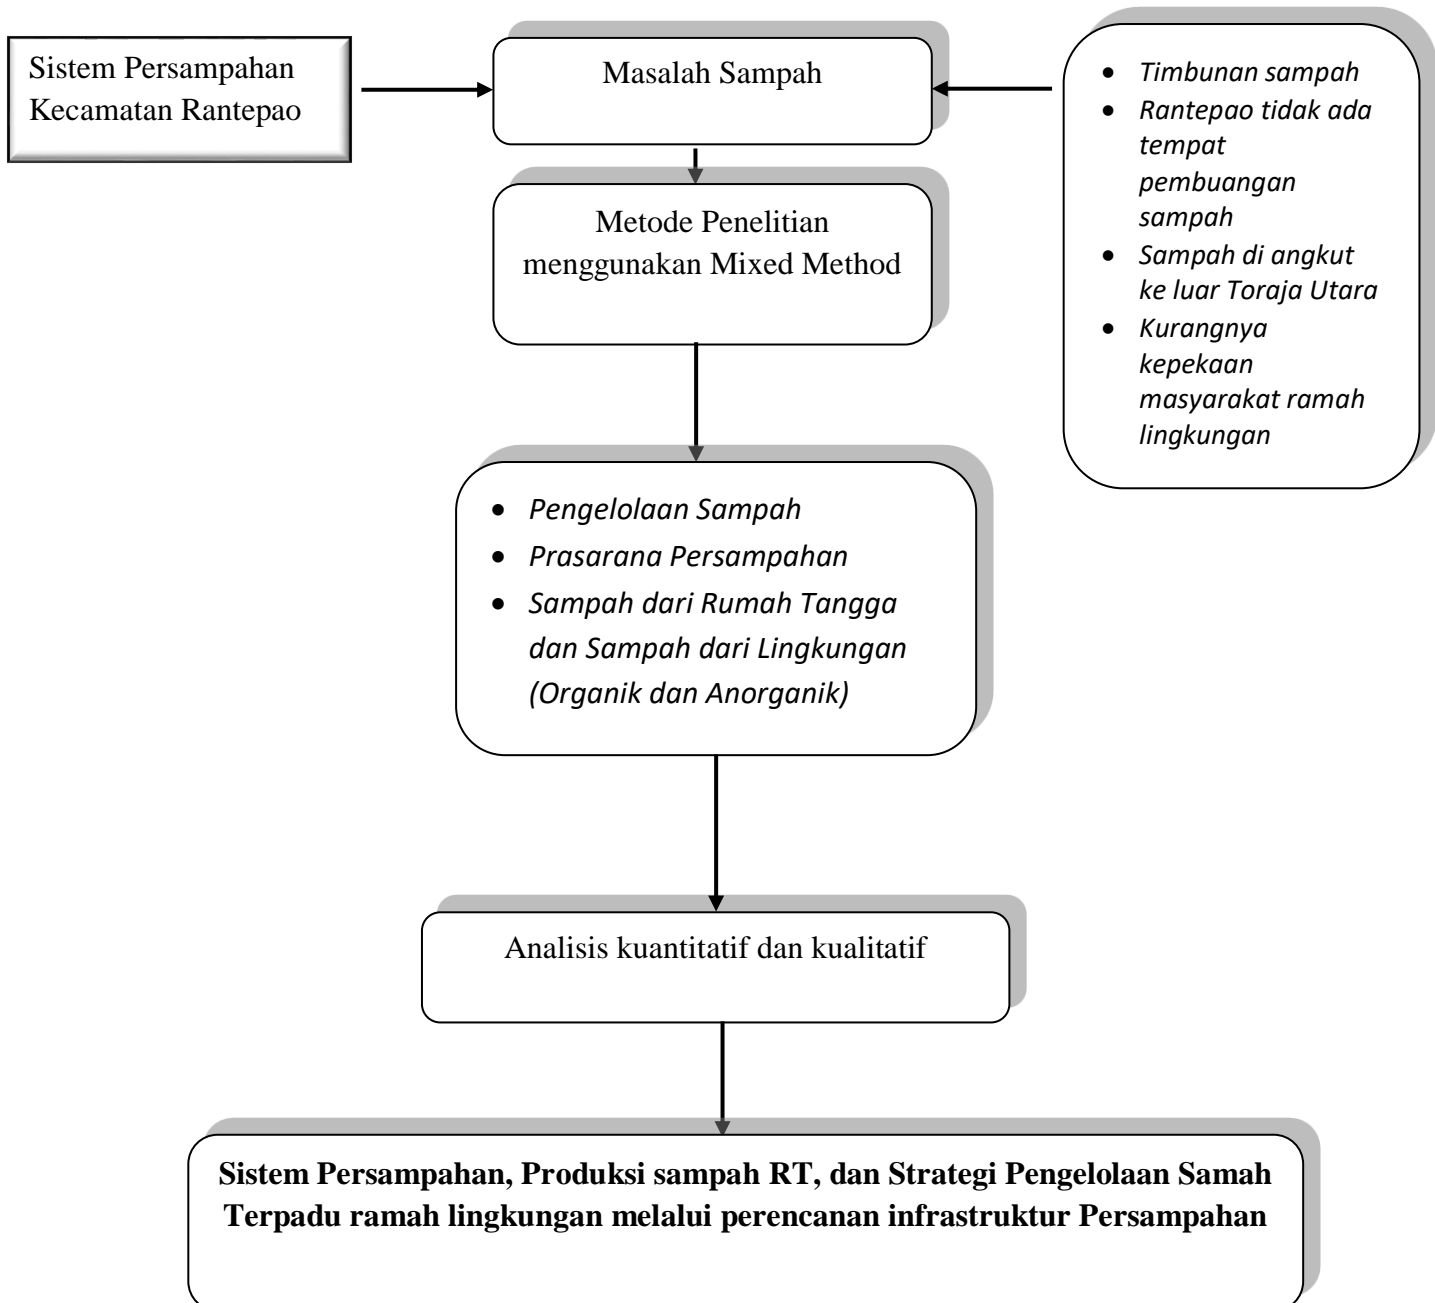 Sistem Persampahan
Kecamatan Rantepao
Masalah Sampah
• Timbunan sampah
• Rantepao tidak ada
tempat
pembuangan
sampah
• Sampah di angkut
ke luar Toraja Utara
• Kurangnya
kepekaan
masyarakat ramah
lingkungan
Metode Penelitian
menggunakan Mixed Method
• Pengelolaan Sampah
• Prasarana Persampahan
• Sampah dari Rumah Tangga
dan Sampah dari Lingkungan
(Organik dan Anorganik)
Analisis kuantitatif dan kualitatif
Sistem Persampahan, Produksi sampah RT, dan Strategi Pengelolaan Samah
Terpadu ramah lingkungan melalui perencanan infrastruktur Persampahan